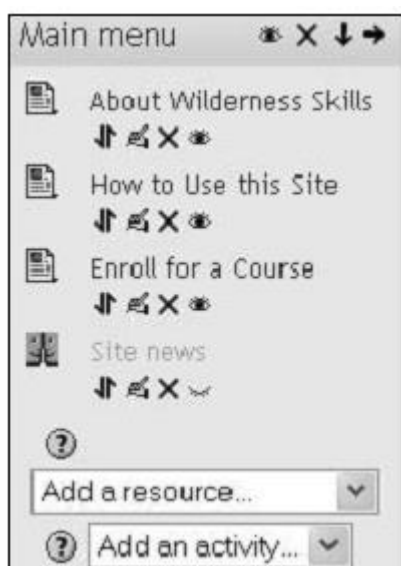 Main menu
About Wilderness Skills
How to Use this Site
Enroll for a Course
Site news
Add a resource...
Add an activity...